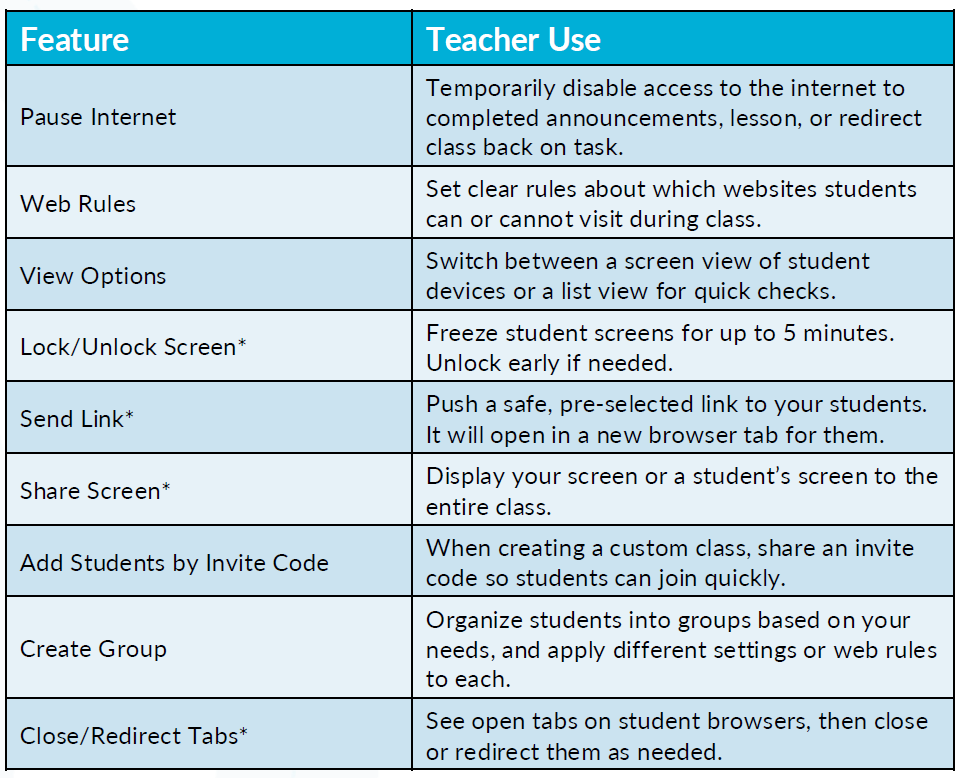 Feature
Teacher Use
Pause Internet
Temporarily disable access to the internet to
completed announcements, lesson, or redirect
class back on task.
Web Rules
Set clear rules about which websites students
can or cannot visit during class.
View Options
Switch between a screen view of student
devices or a list view for quick checks.
Lock/Unlock Screen*
Freeze student screens for up to 5 minutes.
Unlock early if needed.
Send Link*
Push a safe, pre-selected link to your students.
It will open in a new browser tab for them.
Share Screen*
Display your screen or a student’s screen to the
entire class.
Add Students by Invite Code
When creating a custom class, share an invite
code so students can join quickly.
Create Group
Organize students into groups based on your
needs, and apply different settings or web rules
to each.
Close/Redirect Tabs*
See open tabs on student browsers, then close
or redirect them as needed.